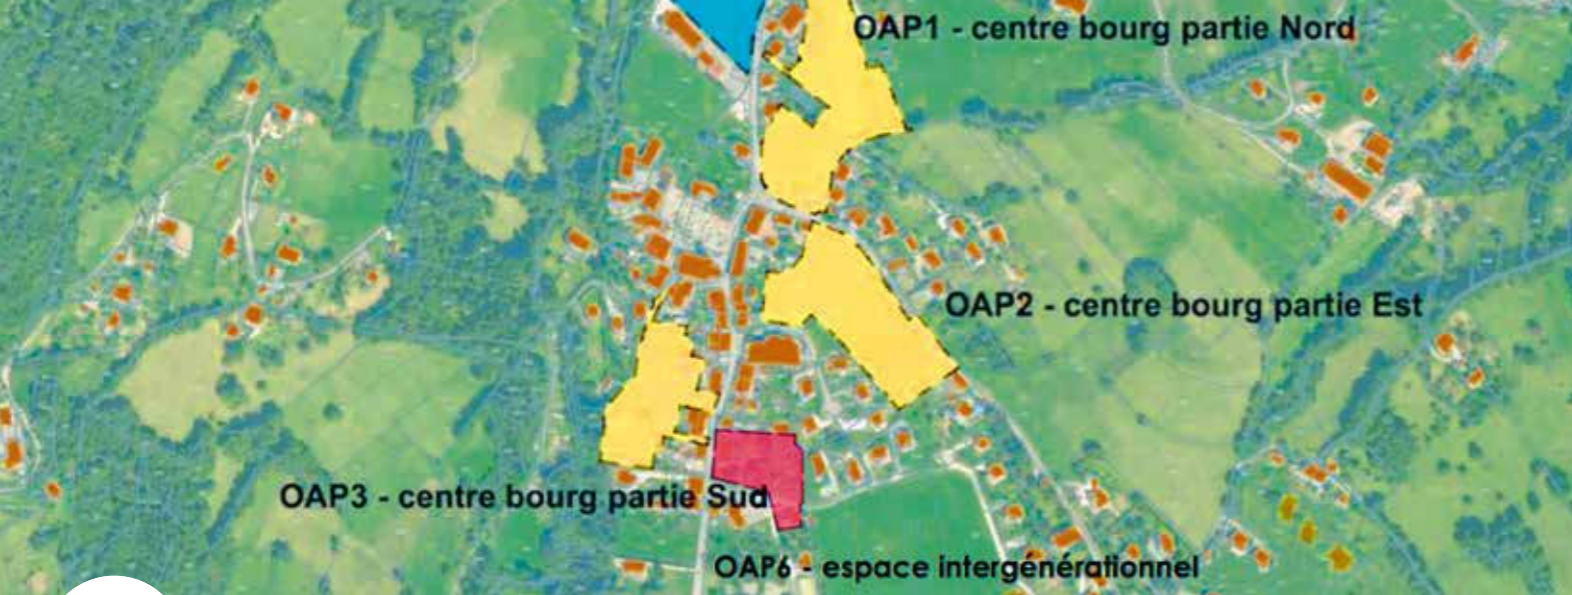 OAP1 - centre bourg partie Nord
OAP2 - centre bourg partie Est
OAP3 - centre bourg partie Sud
OAP6 - espace intergénérationnel